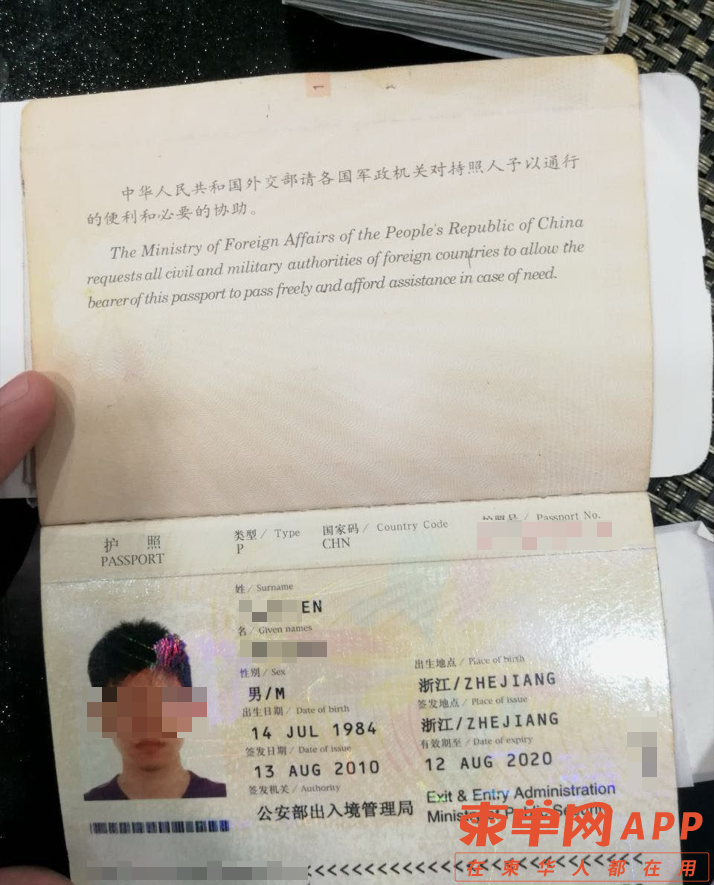 1
中华人民共和国外交部请各国军政机关对持照人予以通行
的便利和必要的协助。
The Ministry of Foreign Affairs of the People's Republic of China
requests all civil and military authorities of foreign countries to allow the
bearer of this passport to pass freely and afford assistance in case of need.
护 照
PASSPORT
类型 / Type
P
国家码 / Country Code
CHN
护照号 / Passport No.
姓 / Surname
EN
名 / Given names
性别 / Sex
男/M
出生地点 / Place of birth
浙江/ZHEJIANG
出生日期 / Date of birth
14 JUL 1984
签发地点 / Place of issue
浙江/ZHEJIANG
签发日期 / Date of issue
13 AUG 2010
有效期至 / Date of expiry
12 AUG 2020
签发机关 / Authority
公安部出入境管理局
Exit & Entry Administration
Ministry of Public Security
柬单网APP
在柬华人都在用